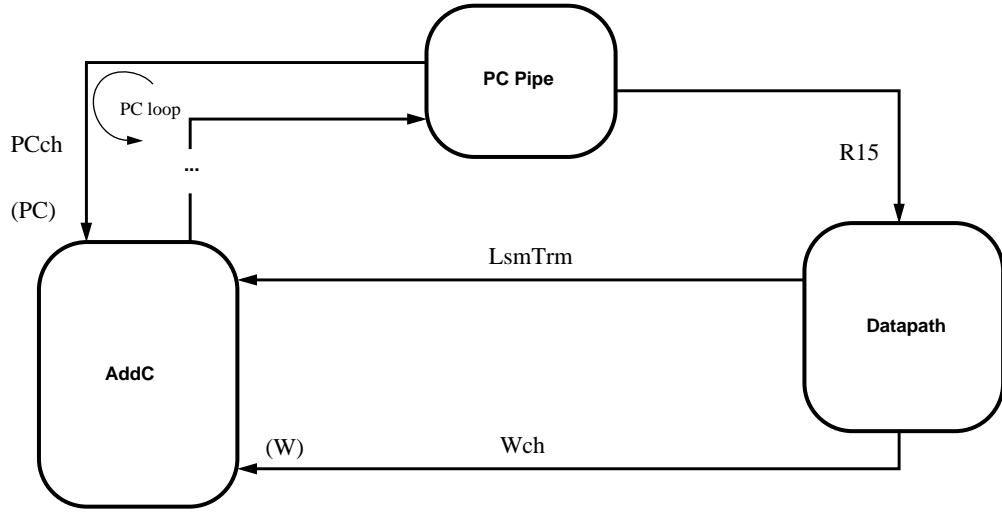 PC Pipe
PC loop
PCch
R15
...
(PC)
LsmTrm
Datapath
AddC
(W)
Wch